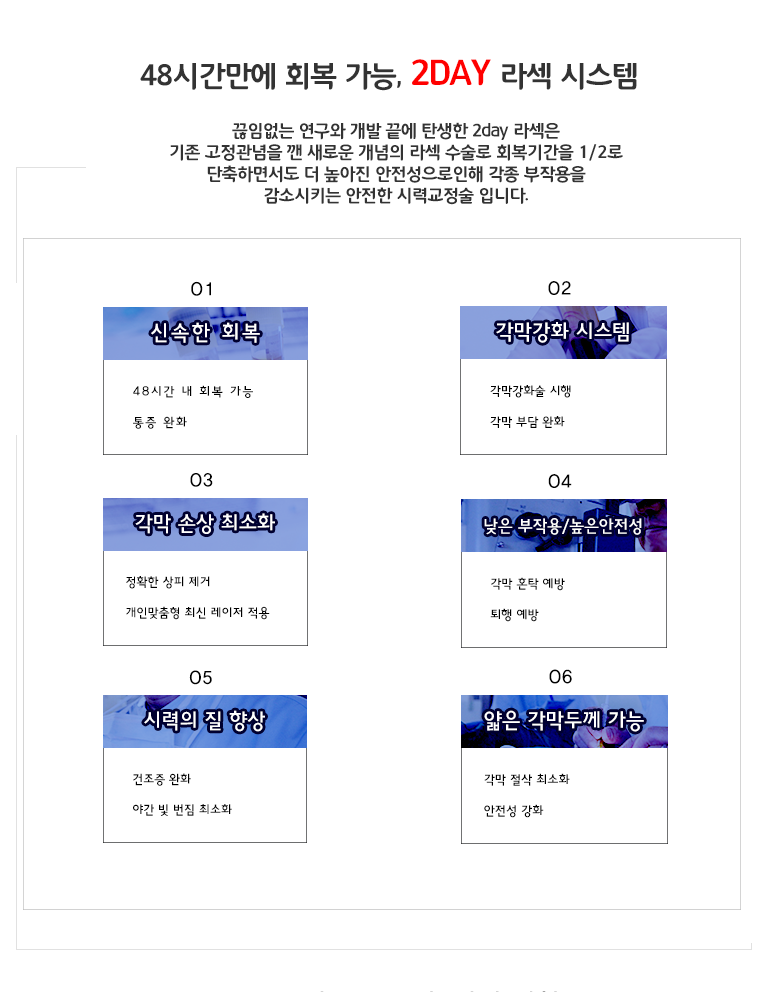 48시간만에 회복 가능, 2DAY 라섹 시스템
끊임없는 연구와 개발 끝에 탄생한 2day 라섹은
기존 고정관념을 깬 새로운 개념의 라섹 수술로 회복기간을 1/2로
단축하면서도 더 높아진 안전성으로인해 각종 부작용을
감소시키는 안전한 시력교정술 입니다.
01
신속한 회복
48시간 내 회복 가능
통증 완화
02
각막강화 시스템
각막강화술 시행
각막 부담 완화
03
각막 손상 최소화
정확한 상피 제거
개인맞춤형 최신 레이저 적용
04
낮은 부작용/높은안전성
각막 혼탁 예방
퇴행 예방
05
시력의 질 향상
건조증 완화
야간 빛 번짐 최소화
06
얇은 각막두께 가능
각막 절삭 최소화
안전성 강화